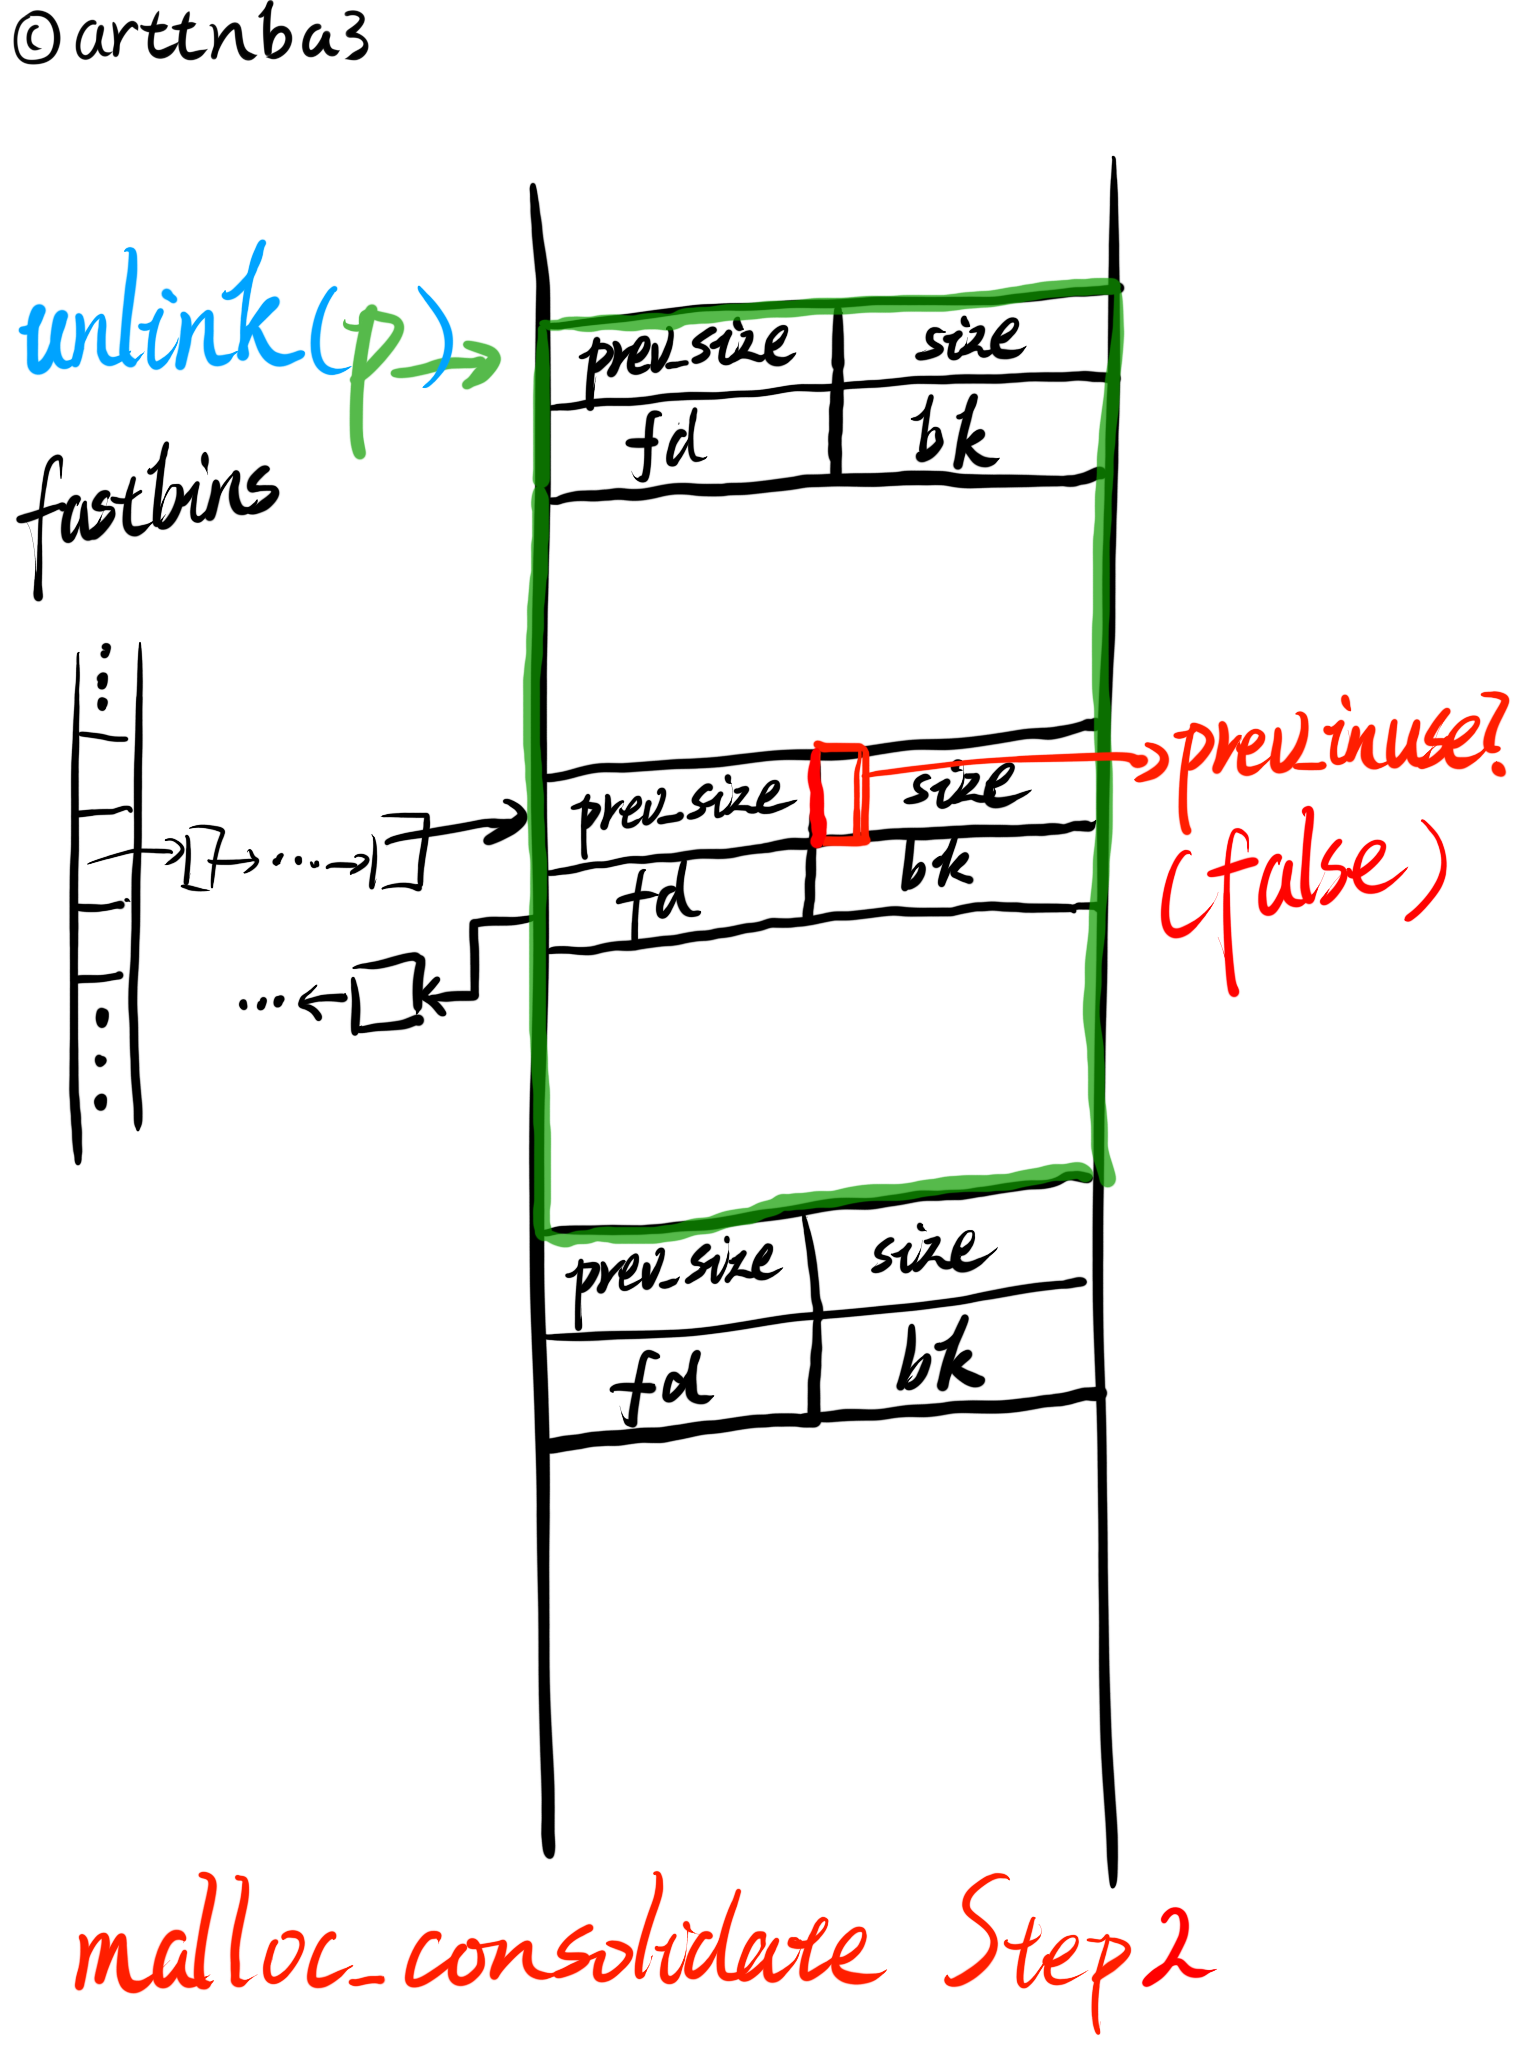 ©arttnba3
unlink(p)
fastbins
prev_size size
fd bk
prev_size size
fd bk
prev_inuse?
(false)
prev_size size
fd bk
malloc_consolidate Step2